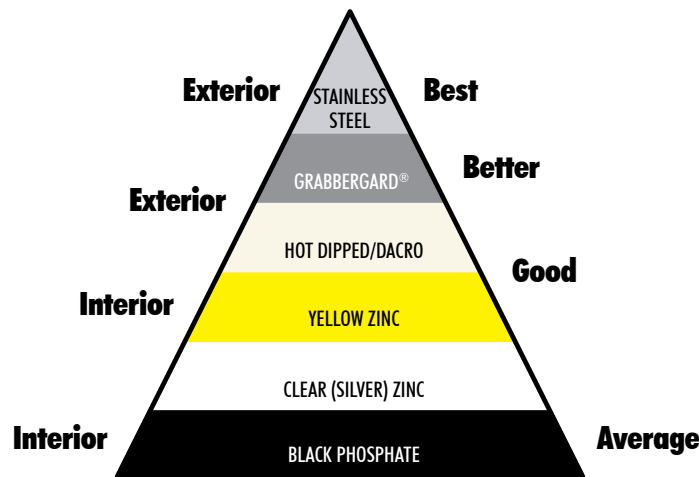 Exterior
STAINLESS
STEEL
Best
GRABBERGARD®
Better
Exterior
HOT DIPPED/DACRO
Good
Interior
YELLOW ZINC
CLEAR (SILVER) ZINC
Interior
BLACK PHOSPHATE
Average